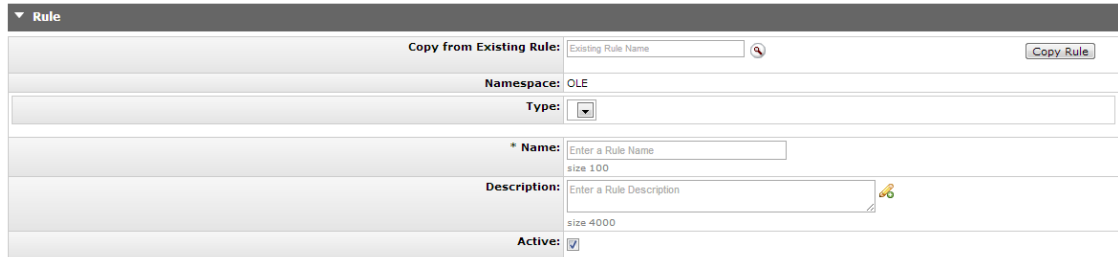 Rule
Copy from Existing Rule: Existing Rule Name Copy Rule
Namespace: OLE
Type:
* Name: Enter a Rule Name
size 100
Description: Enter a Rule Description
size 4000
Active: